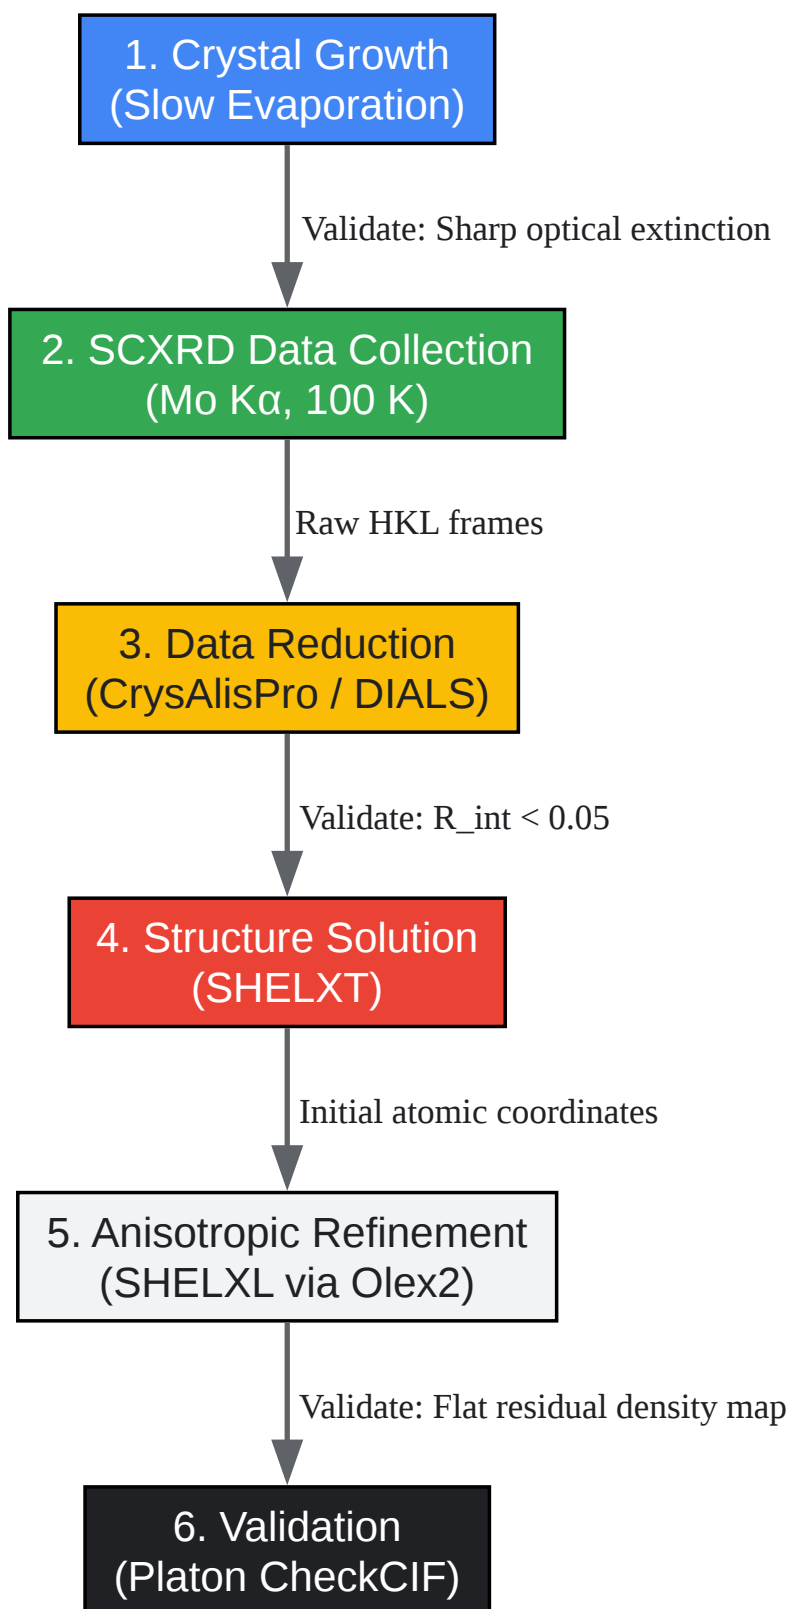 1. Crystal Growth
(Slow Evaporation)
Validate: Sharp optical extinction
2. SCXRD Data Collection
(Mo Kα, 100 K)
Raw HKL frames
3. Data Reduction
(CrysAlisPro / DIALS)
Validate: R_int < 0.05
4. Structure Solution
(SHELXT)
Initial atomic coordinates
5. Anisotropic Refinement
(SHELXL via Olex2)
Validate: Flat residual density map
6. Validation
(Platon CheckCIF)